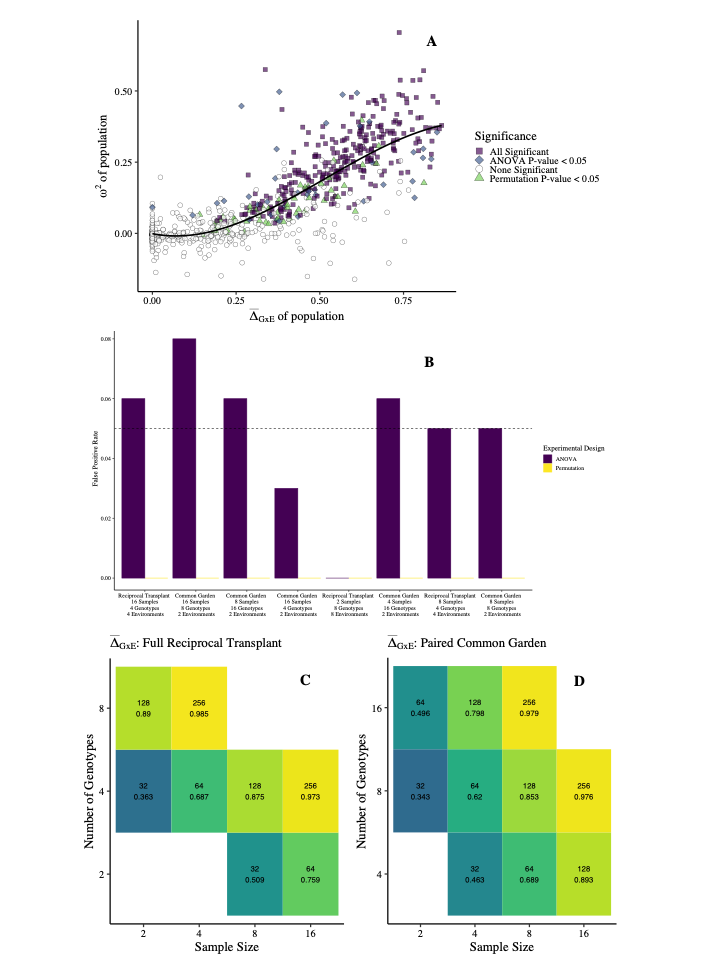 A
0.50
0.25
0.00
ω² of population
0.00 0.25 0.50 0.75
Δ̅GxE of population
Significance
All Significant
ANOVA P-value < 0.05
None Significant
Permutation P-value < 0.05
B
0.08
0.06
0.04
0.02
0.00
False Positive Rate
Experimental Design
ANOVA
Permutation
Reciprocal Transplant
16 Samples
4 Genotypes
4 Environments
Common Garden
16 Samples
8 Genotypes
2 Environments
Common Garden
8 Samples
16 Genotypes
2 Environments
Common Garden
16 Samples
4 Genotypes
2 Environments
Reciprocal Transplant
2 Samples
8 Genotypes
8 Environments
Common Garden
4 Samples
16 Genotypes
2 Environments
Reciprocal Transplant
8 Samples
4 Genotypes
4 Environments
Common Garden
8 Samples
8 Genotypes
2 Environments
Δ̅GxE: Full Reciprocal Transplant
C
Number of Genotypes
8
4
2
128
0.89
256
0.985
32
0.363
64
0.687
128
0.875
256
0.973
32
0.509
64
0.759
2 4 8 16
Sample Size
Δ̅GxE: Paired Common Garden
D
Number of Genotypes
16
8
4
64
0.496
128
0.798
256
0.979
32
0.343
64
0.62
128
0.853
256
0.976
32
0.463
64
0.689
128
0.893
2 4 8 16
Sample Size